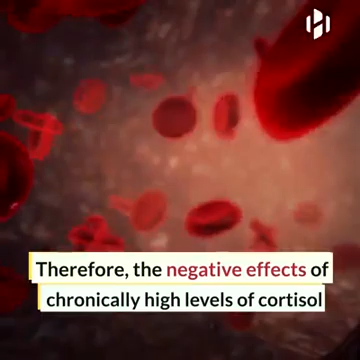 Therefore, the negative effects of
chronically high levels of cortisol